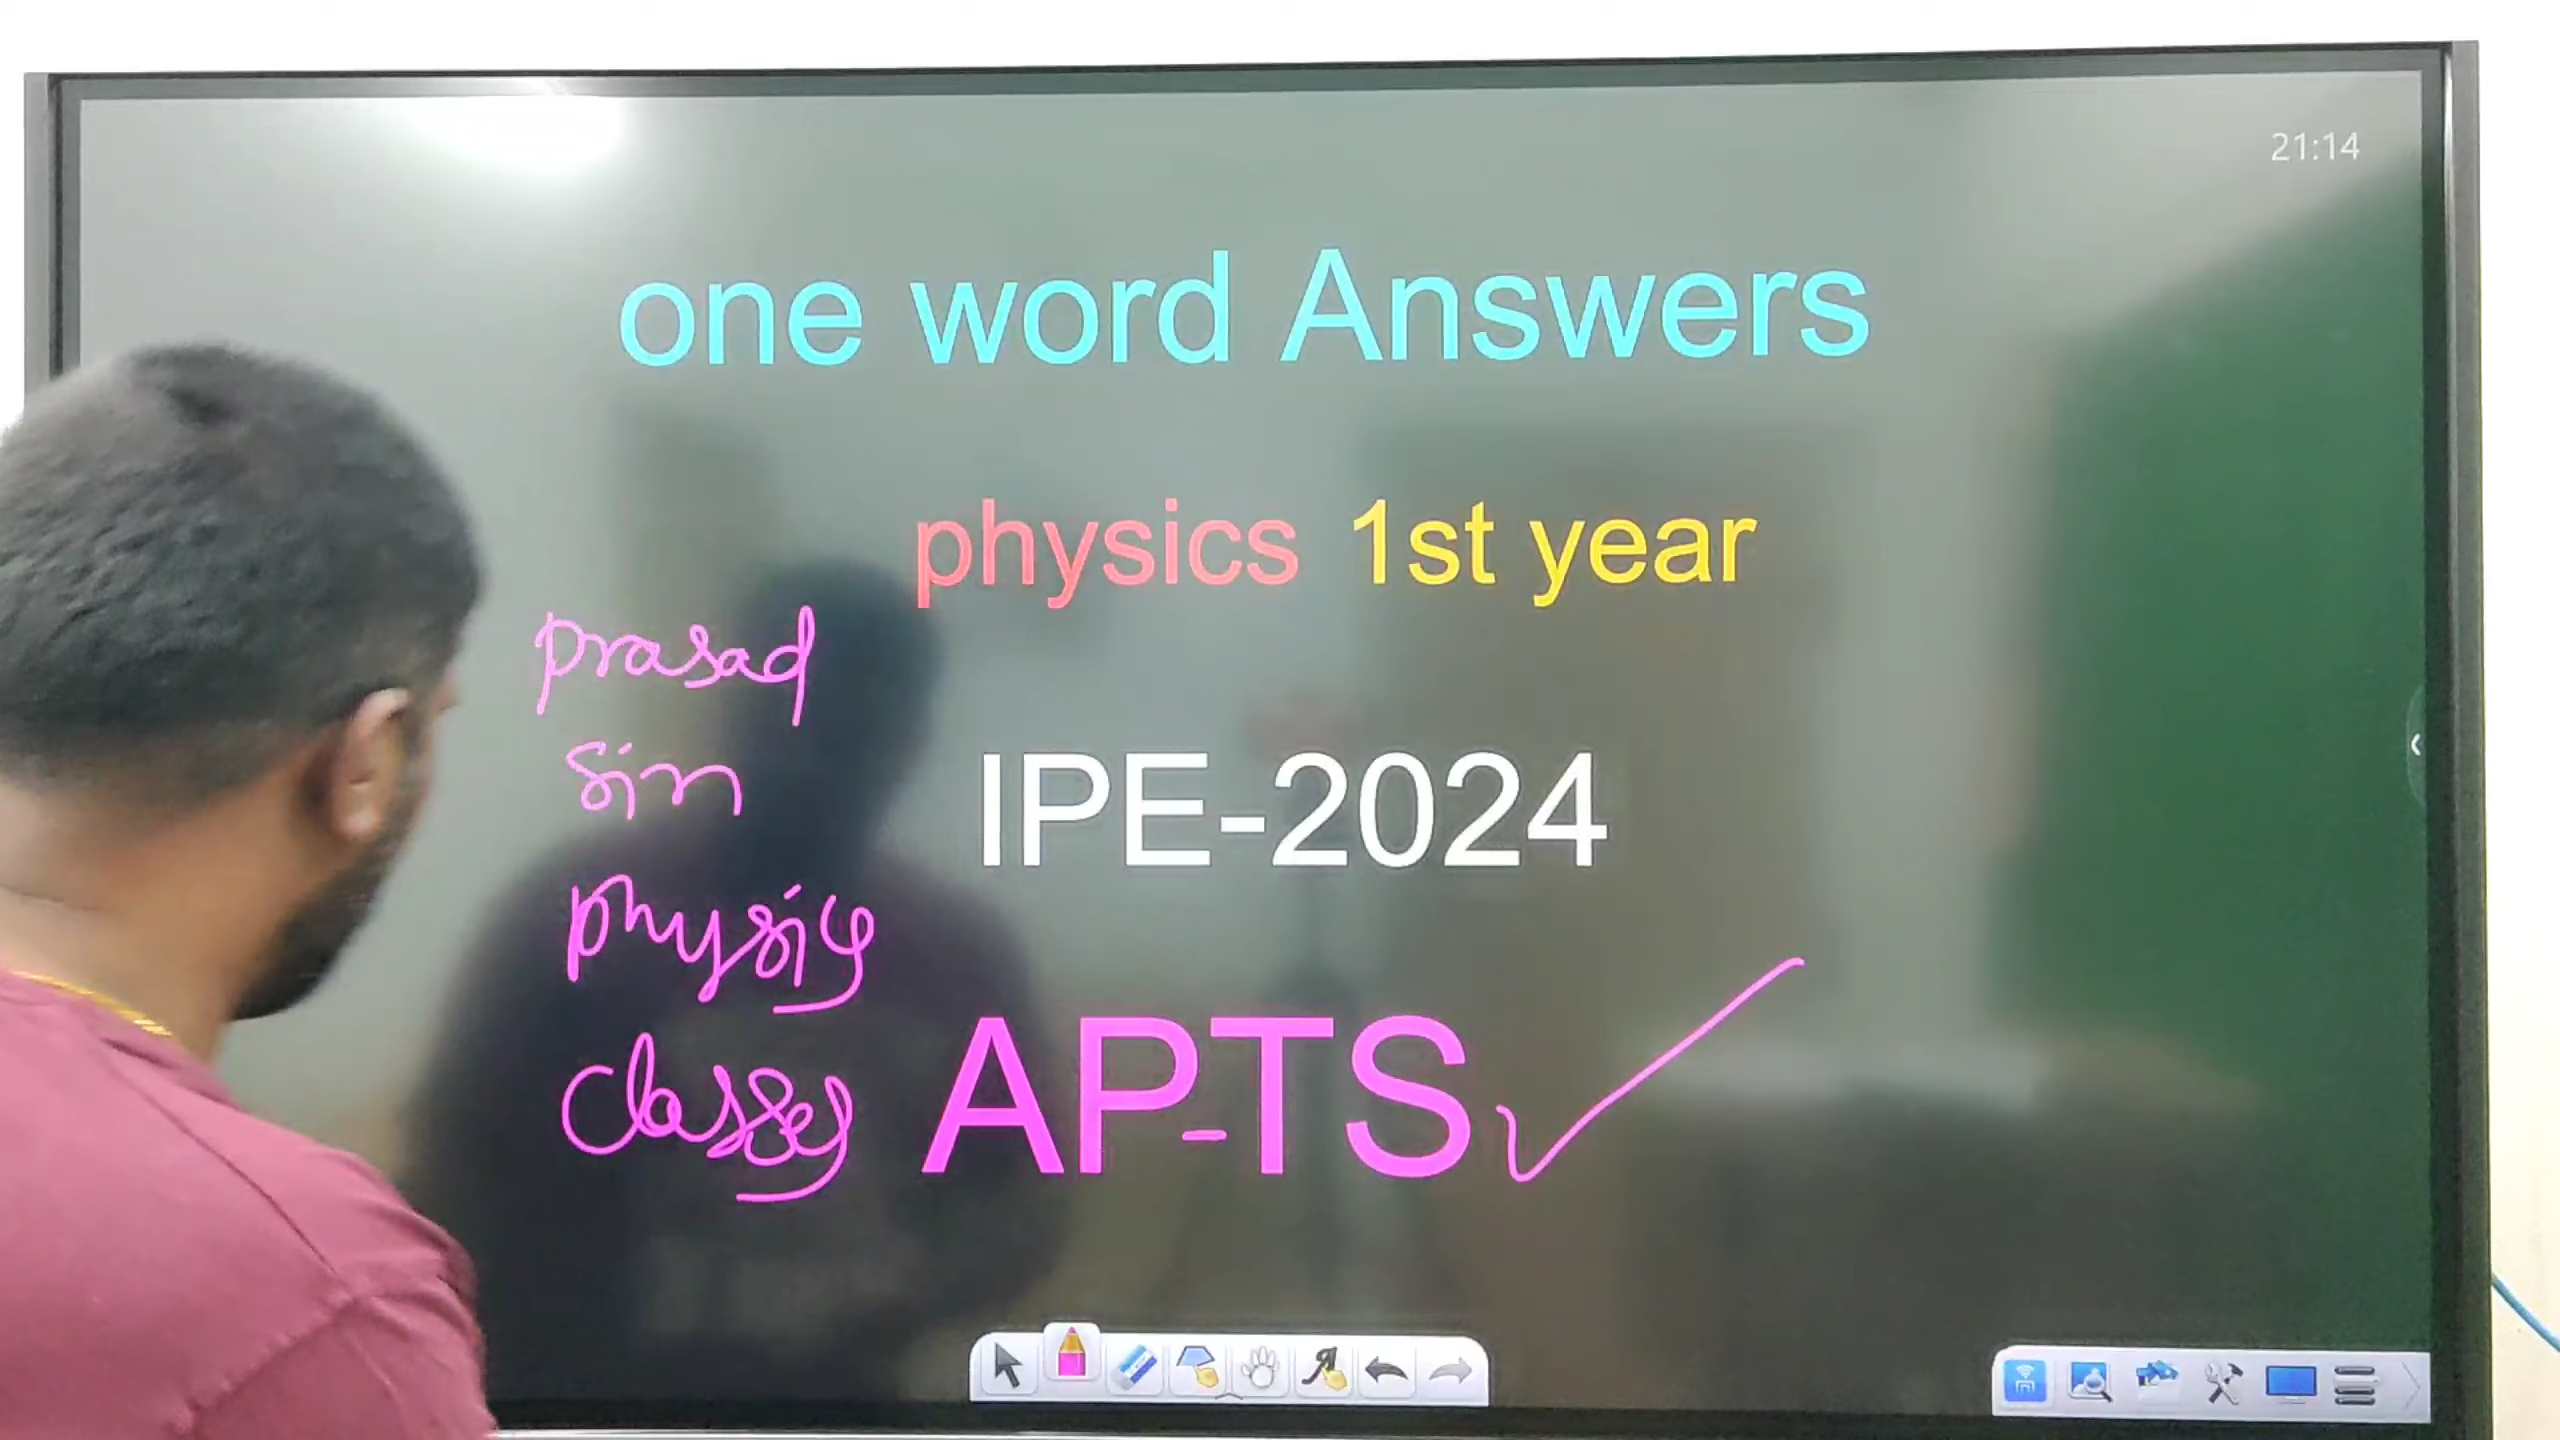 21:14
one word Answers
physics 1st year
prasad
sir
IPE-2024
physics
classes
AP-TS